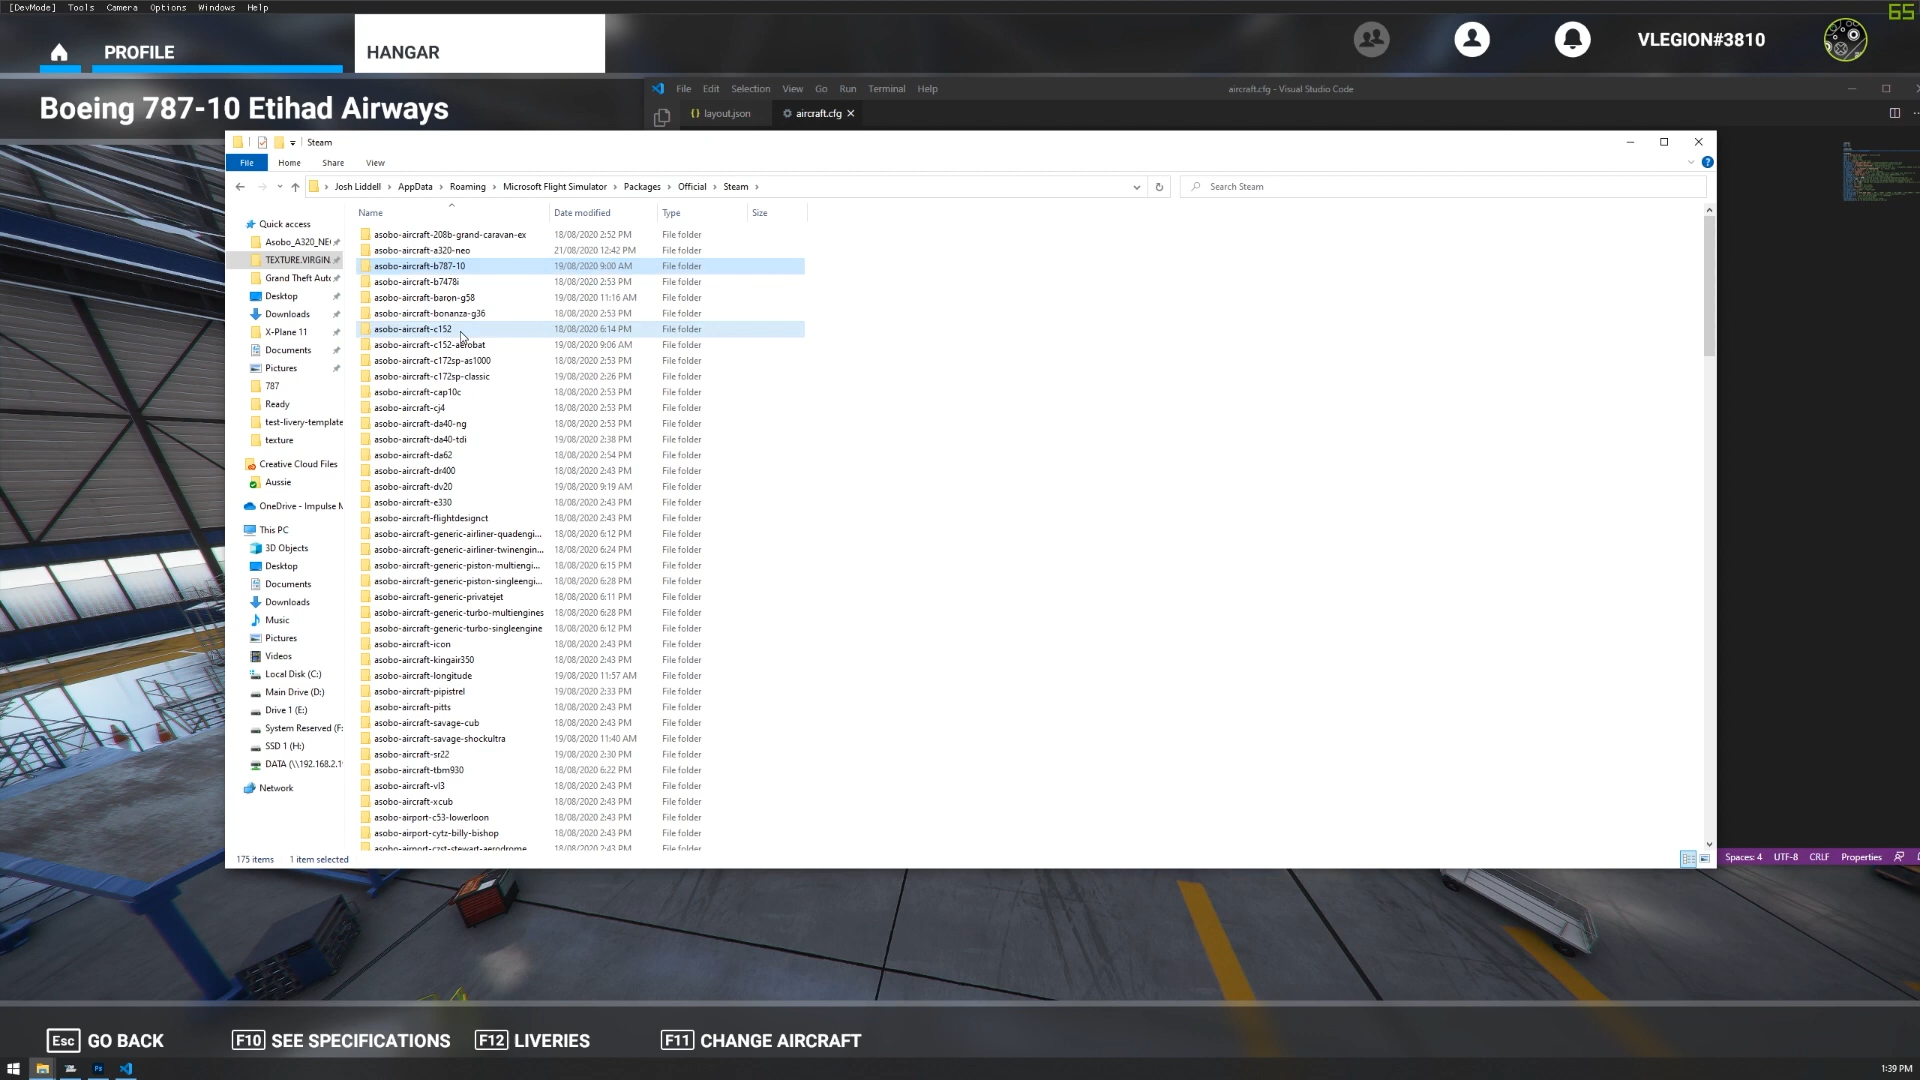 [DevMode] Tools Camera Options Windows Help
65
PROFILE
HANGAR
VLEGION#3810
Boeing 787-10 Etihad Airways
File Edit Selection View Go Run Terminal Help
aircraft.cfg - Visual Studio Code
{} layout.json
aircraft.cfg
Steam
File Home Share View
Josh Liddell > AppData > Roaming > Microsoft Flight Simulator > Packages > Official > Steam >
Search Steam
Name Date modified Type Size
Quick access
Asobo_A320_NE
TEXTURE.VIRGIN
Grand Theft Auto
Desktop
Downloads
X-Plane 11
Documents
Pictures
787
Ready
test-livery-template
texture
Creative Cloud Files
Aussie
OneDrive - Impulse
This PC
3D Objects
Desktop
Documents
Downloads
Music
Pictures
Videos
Local Disk (C:)
Main Drive (D:)
Drive 1 (E:)
System Reserved (F:
SSD 1 (H:)
DATA (\\192.168.2.1
Network
asobo-aircraft-208b-grand-caravan-ex 18/08/2020 2:52 PM File folder
asobo-aircraft-a320-neo 21/08/2020 12:42 PM File folder
asobo-aircraft-b787-10 19/08/2020 9:00 AM File folder
asobo-aircraft-b7478i 18/08/2020 2:53 PM File folder
asobo-aircraft-baron-g58 19/08/2020 11:16 AM File folder
asobo-aircraft-bonanza-g36 18/08/2020 2:53 PM File folder
asobo-aircraft-c152 18/08/2020 6:14 PM File folder
asobo-aircraft-c152-aerobat 19/08/2020 9:06 AM File folder
asobo-aircraft-c172sp-as1000 18/08/2020 2:53 PM File folder
asobo-aircraft-c172sp-classic 19/08/2020 2:26 PM File folder
asobo-aircraft-cap10c 18/08/2020 2:53 PM File folder
asobo-aircraft-cj4 18/08/2020 2:53 PM File folder
asobo-aircraft-da40-ng 18/08/2020 2:53 PM File folder
asobo-aircraft-da40-tdi 19/08/2020 2:38 PM File folder
asobo-aircraft-da62 18/08/2020 2:54 PM File folder
asobo-aircraft-dr400 18/08/2020 2:43 PM File folder
asobo-aircraft-dv20 19/08/2020 9:19 AM File folder
asobo-aircraft-e330 18/08/2020 2:43 PM File folder
asobo-aircraft-flightdesignct 18/08/2020 2:43 PM File folder
asobo-aircraft-generic-airliner-quadengi... 18/08/2020 6:12 PM File folder
asobo-aircraft-generic-airliner-twinengin... 18/08/2020 6:24 PM File folder
asobo-aircraft-generic-piston-multiengi... 18/08/2020 6:15 PM File folder
asobo-aircraft-generic-piston-singleengi... 18/08/2020 6:28 PM File folder
asobo-aircraft-generic-privatejet 18/08/2020 6:11 PM File folder
asobo-aircraft-generic-turbo-multiengines 18/08/2020 6:28 PM File folder
asobo-aircraft-generic-turbo-singleengine 18/08/2020 6:12 PM File folder
asobo-aircraft-icon 18/08/2020 2:43 PM File folder
asobo-aircraft-kingair350 18/08/2020 2:43 PM File folder
asobo-aircraft-longitude 19/08/2020 11:57 AM File folder
asobo-aircraft-pipistrel 19/08/2020 2:33 PM File folder
asobo-aircraft-pitts 18/08/2020 2:43 PM File folder
asobo-aircraft-savage-cub 18/08/2020 2:43 PM File folder
asobo-aircraft-savage-shockultra 19/08/2020 11:40 AM File folder
asobo-aircraft-sr22 19/08/2020 2:30 PM File folder
asobo-aircraft-tbm930 18/08/2020 6:22 PM File folder
asobo-aircraft-vl3 18/08/2020 2:43 PM File folder
asobo-aircraft-xcub 18/08/2020 2:43 PM File folder
asobo-airport-c53-lowerloon 18/08/2020 2:43 PM File folder
asobo-airport-cytz-billy-bishop 18/08/2020 2:43 PM File folder
asobo-airport-czst-stewart-aerodrome 18/08/2020 2:43 PM File folder
175 items 1 item selected
Spaces: 4 UTF-8 CRLF Properties
Esc GO BACK
F10 SEE SPECIFICATIONS
F12 LIVERIES
F11 CHANGE AIRCRAFT
Ps
1:39 PM